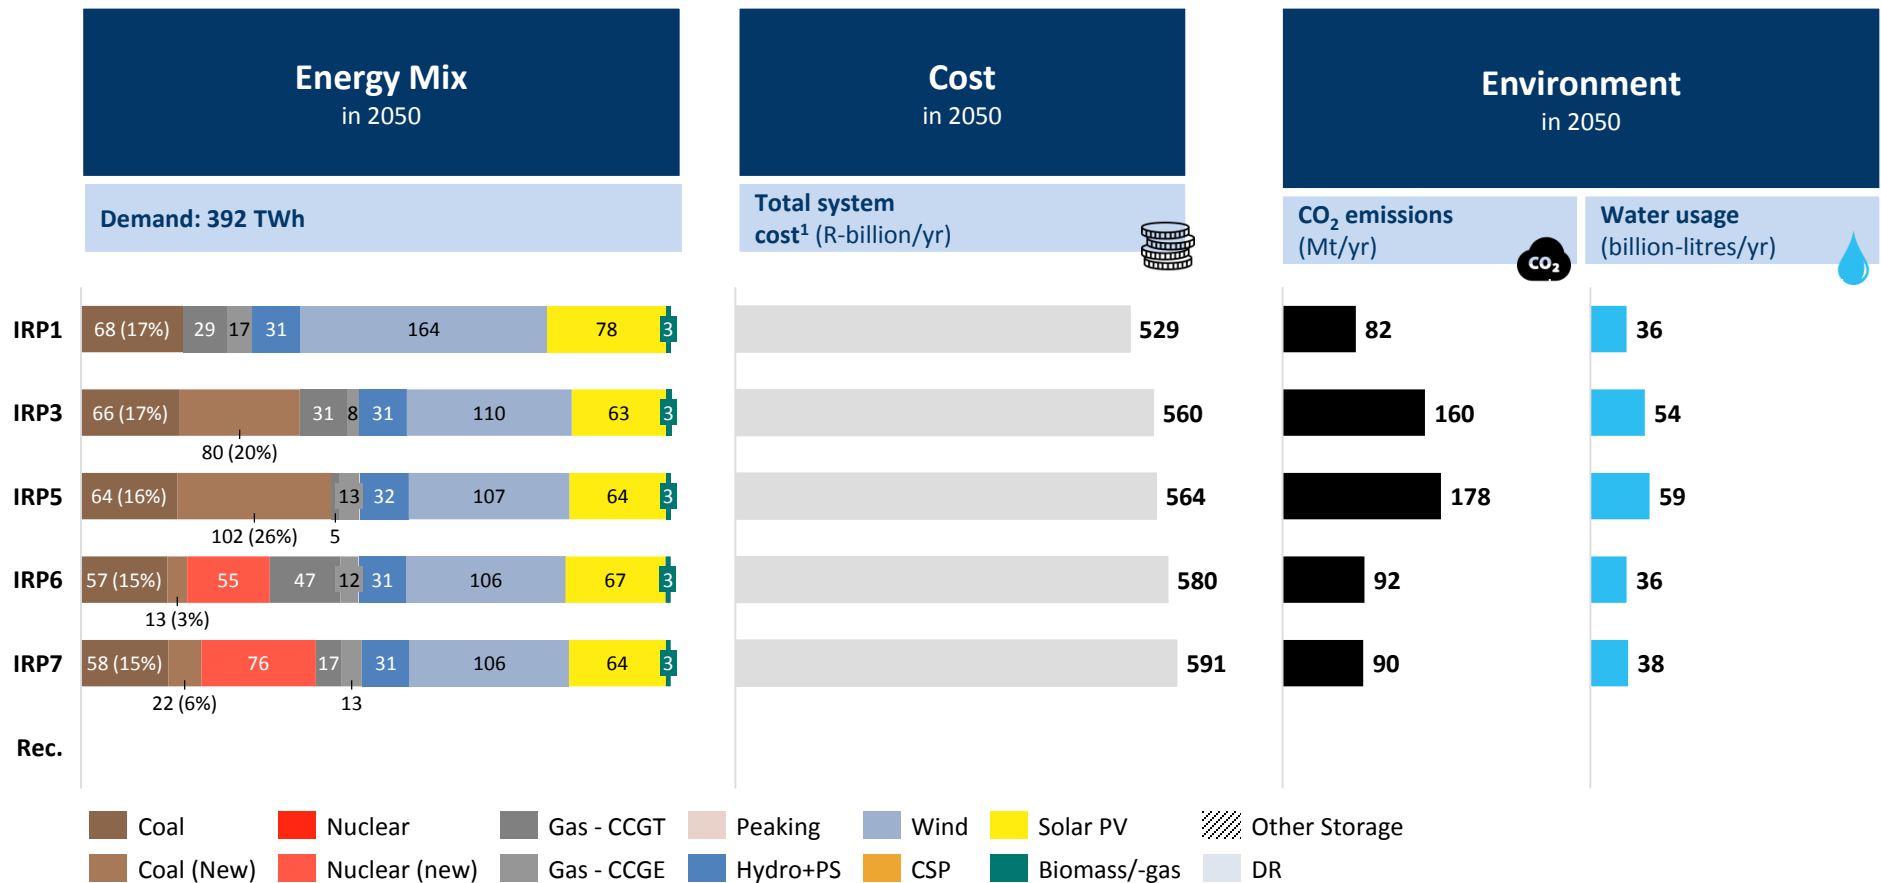 Energy Mix
in 2050
Cost
in 2050
Environment
in 2050
Demand: 392 TWh
Total system
cost¹ (R-billion/yr)
CO₂ emissions
(Mt/yr)
CO₂
Water usage
(billion-litres/yr)
IRP1
68 (17%) 29 17 31 164 78 3
529
82
36
IRP3
66 (17%) 31 8 31 110 63 3
80 (20%)
560
160
54
IRP5
64 (16%) 13 32 107 64 3
102 (26%) 5
564
178
59
IRP6
57 (15%) 55 47 12 31 106 67 3
13 (3%)
580
92
36
IRP7
58 (15%) 76 17 31 106 64 3
22 (6%) 13
591
90
38
Rec.
Coal Nuclear Gas - CCGT Peaking Wind Solar PV Other Storage
Coal (New) Nuclear (new) Gas - CCGE Hydro+PS CSP Biomass/-gas DR